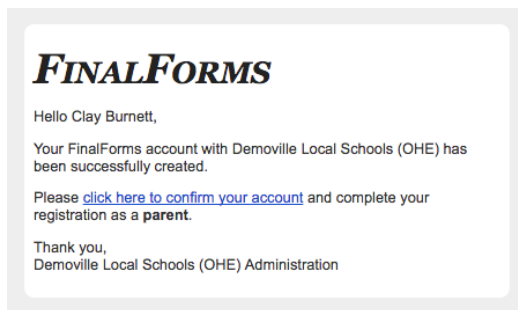 FINALFORMS
Hello Clay Burnett,
Your FinalForms account with Demoville Local Schools (OHE) has
been successfully created.
Please click here to confirm your account and complete your
registration as a parent.
Thank you,
Demoville Local Schools (OHE) Administration